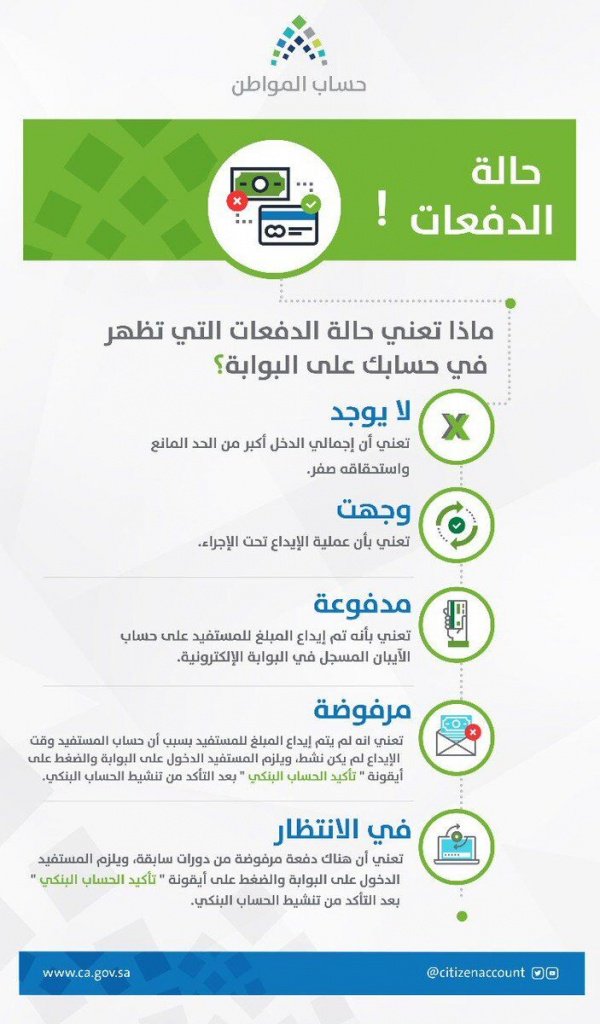 حساب المواطن
حالة
الدفعات !
ماذا تعني حالة الدفعات التي تظهر
في حسابك على البوابة؟
لا يوجد
تعني أن إجمالي الدخل أكبر من الحد المانع
واستحقاقه صفر.
وجهت
تعني بأن عملية الإيداع تحت الإجراء.
مدفوعة
تعني بأنه تم إيداع المبلغ للمستفيد على حساب
الآيبان المسجل في البوابة الإلكترونية.
مرفوضة
تعني انه لم يتم إيداع المبلغ للمستفيد بسبب أن حساب المستفيد وقت
الإيداع لم يكن نشط، ويلزم المستفيد الدخول على البوابة والضغط على
أيقونة " تأكيد الحساب البنكي " بعد التأكد من تنشيط الحساب البنكي.
في الانتظار
تعني أن هناك دفعة مرفوضة من دورات سابقة، ويلزم المستفيد
الدخول على البوابة والضغط على أيقونة " تأكيد الحساب البنكي "
بعد التأكد من تنشيط الحساب البنكي.
www.ca.gov.sa
@citizenaccount